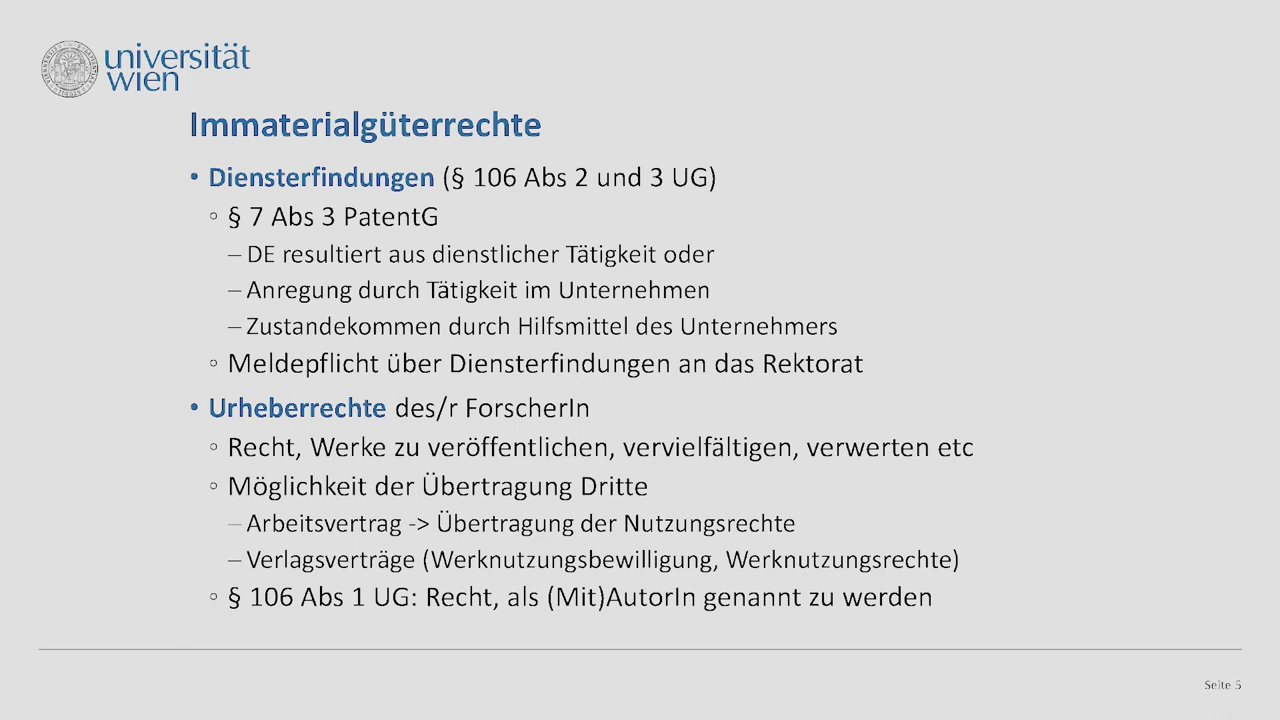 universität
wien
Immaterialgüterrechte
• Diensterfindungen (§ 106 Abs 2 und 3 UG)
◦ § 7 Abs 3 PatentG
– DE resultiert aus dienstlicher Tätigkeit oder
– Anregung durch Tätigkeit im Unternehmen
– Zustandekommen durch Hilfsmittel des Unternehmers
◦ Meldepflicht über Diensterfindungen an das Rektorat
• Urheberrechte des/r ForscherIn
◦ Recht, Werke zu veröffentlichen, vervielfältigen, verwerten etc
◦ Möglichkeit der Übertragung Dritte
– Arbeitsvertrag -> Übertragung der Nutzungsrechte
– Verlagsverträge (Werknutzungsbewilligung, Werknutzungsrechte)
◦ § 106 Abs 1 UG: Recht, als (Mit)AutorIn genannt zu werden
Seite 5